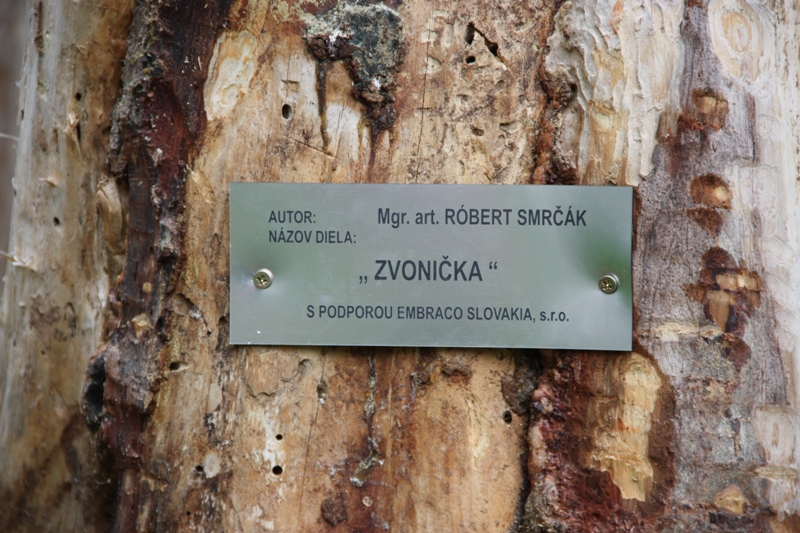 AUTOR: Mgr. art. RÓBERT SMRČÁK
NÁZOV DIELA:
„ ZVONIČKA “
S PODPOROU EMBRACO SLOVAKIA, s.r.o.